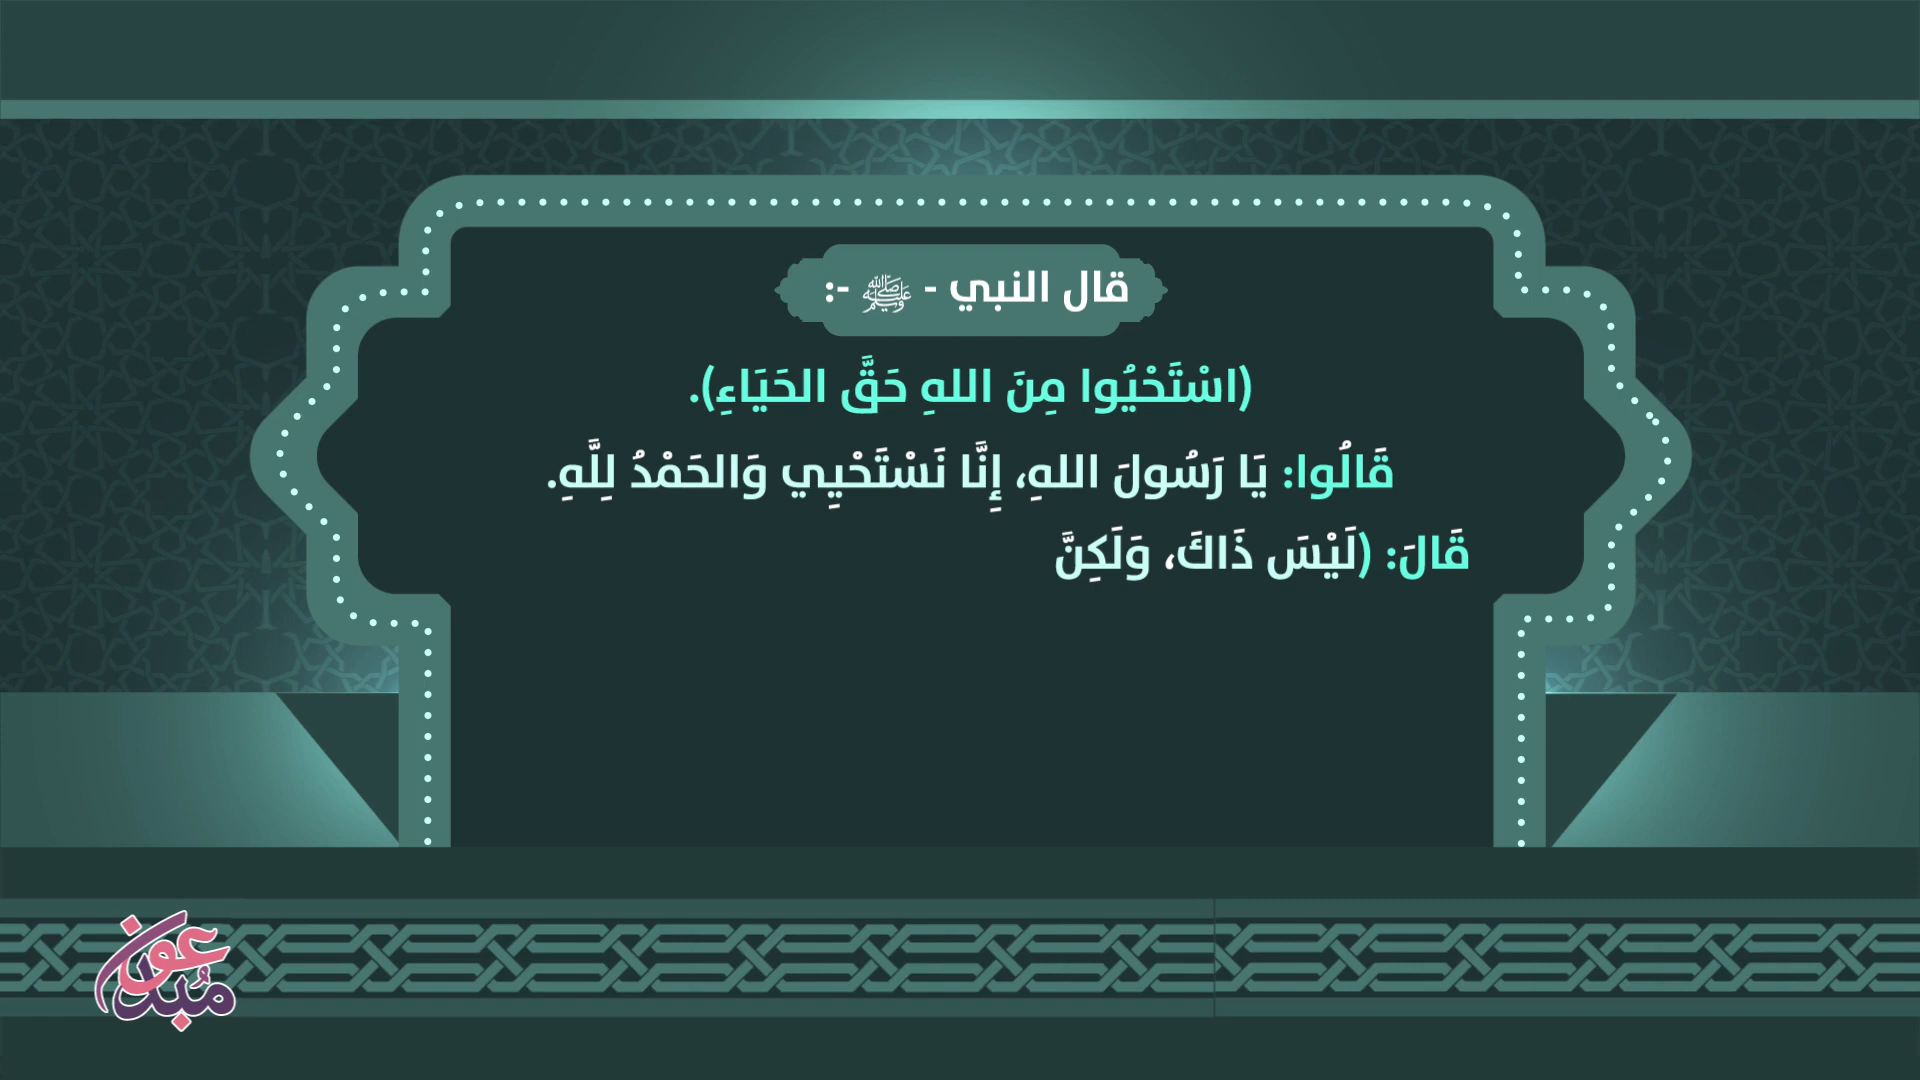 قال النبي - ﷺ -:
(اسْتَحْيُوا مِنَ اللهِ حَقَّ الحَيَاءِ).
قَالُوا: يَا رَسُولَ اللهِ، إِنَّا نَسْتَحْيِي وَالحَمْدُ لِلَّهِ.
قَالَ: (لَيْسَ ذَاكَ، وَلَكِنَّ
مُبدعون